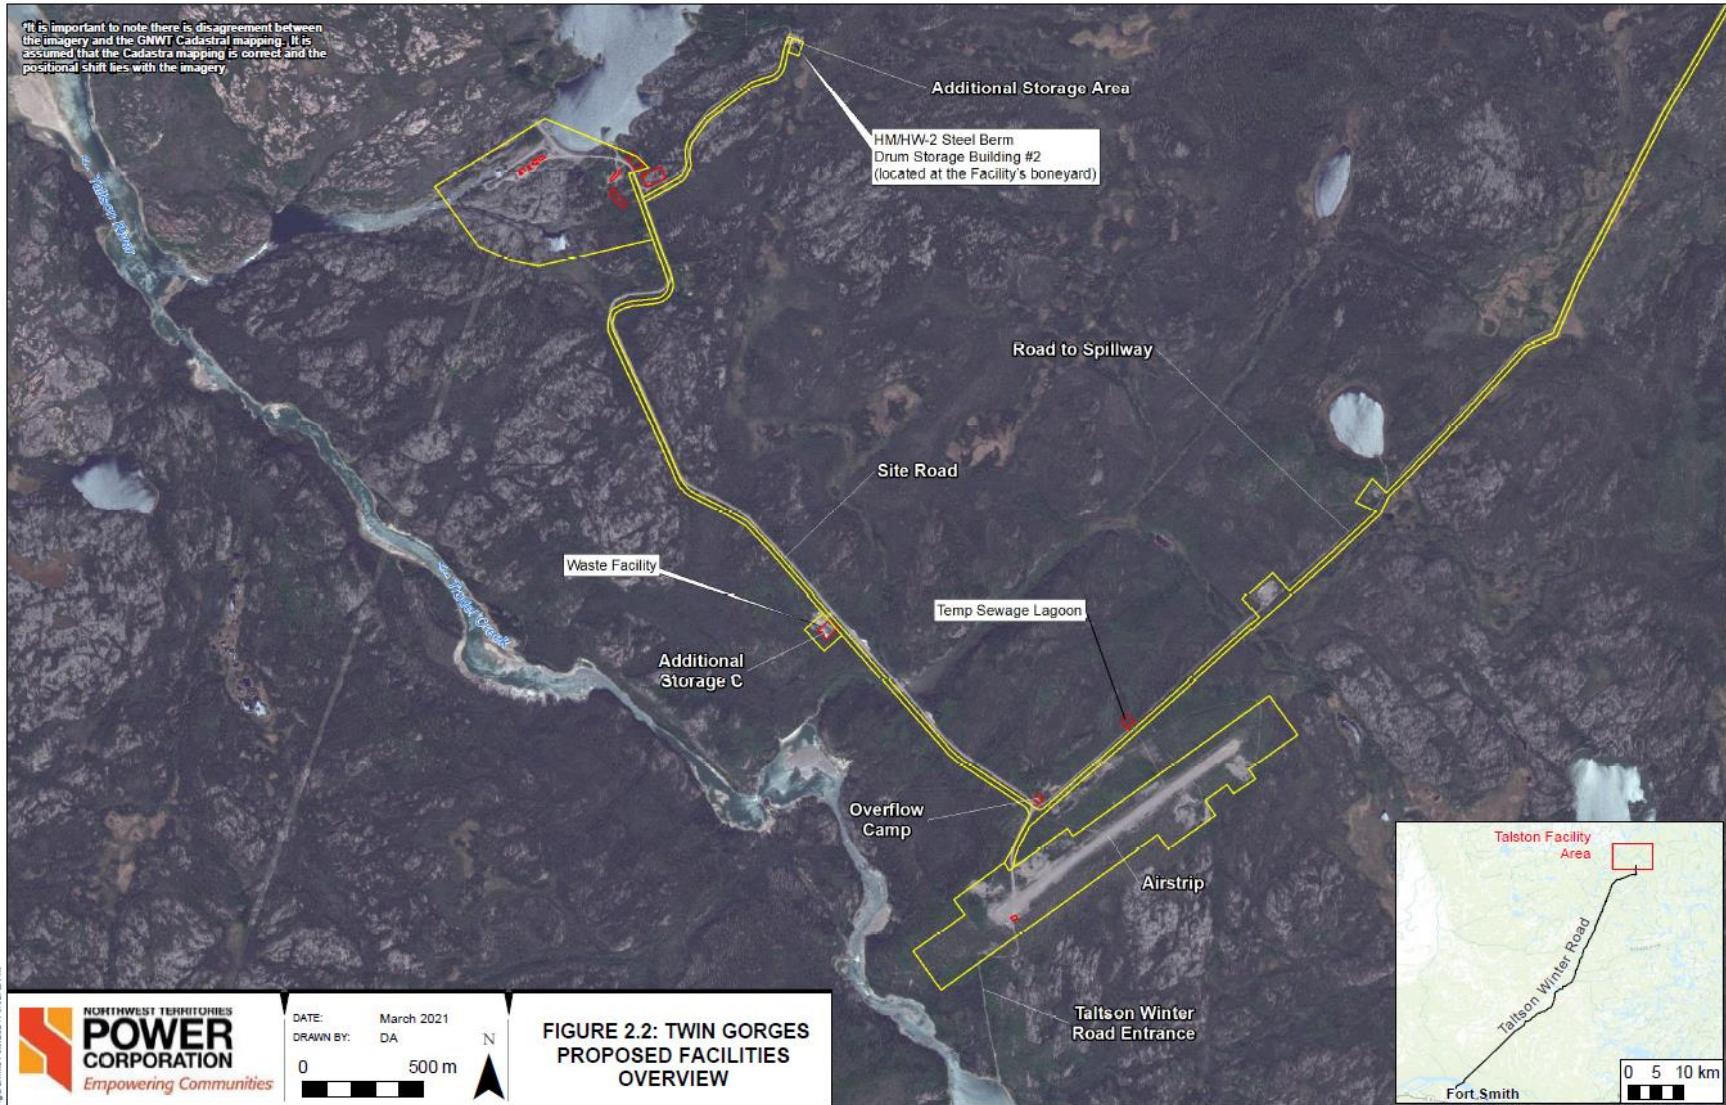 *It is important to note there is disagreement between
the imagery and the GNWT Cadastral mapping. It is
assumed that the Cadastra mapping is correct and the
positional shift lies with the imagery.
Additional Storage Area
HM/HW-2 Steel Berm
Drum Storage Building #2
(located at the Facility's boneyard)
Taltson River
Road to Spillway
Site Road
Waste Facility
Temp Sewage Lagoon
Trudel Creek
Additional
Storage C
Overflow
Camp
Airstrip
Taltson Winter
Road Entrance
Talston Facility
Area
Taltson Winter Road
Fort Smith
0 5 10 km
NORTHWEST TERRITORIES
POWER
CORPORATION
Empowering Communities
DATE: March 2021
DRAWN BY: DA
0 500 m
N
FIGURE 2.2: TWIN GORGES
PROPOSED FACILITIES
OVERVIEW